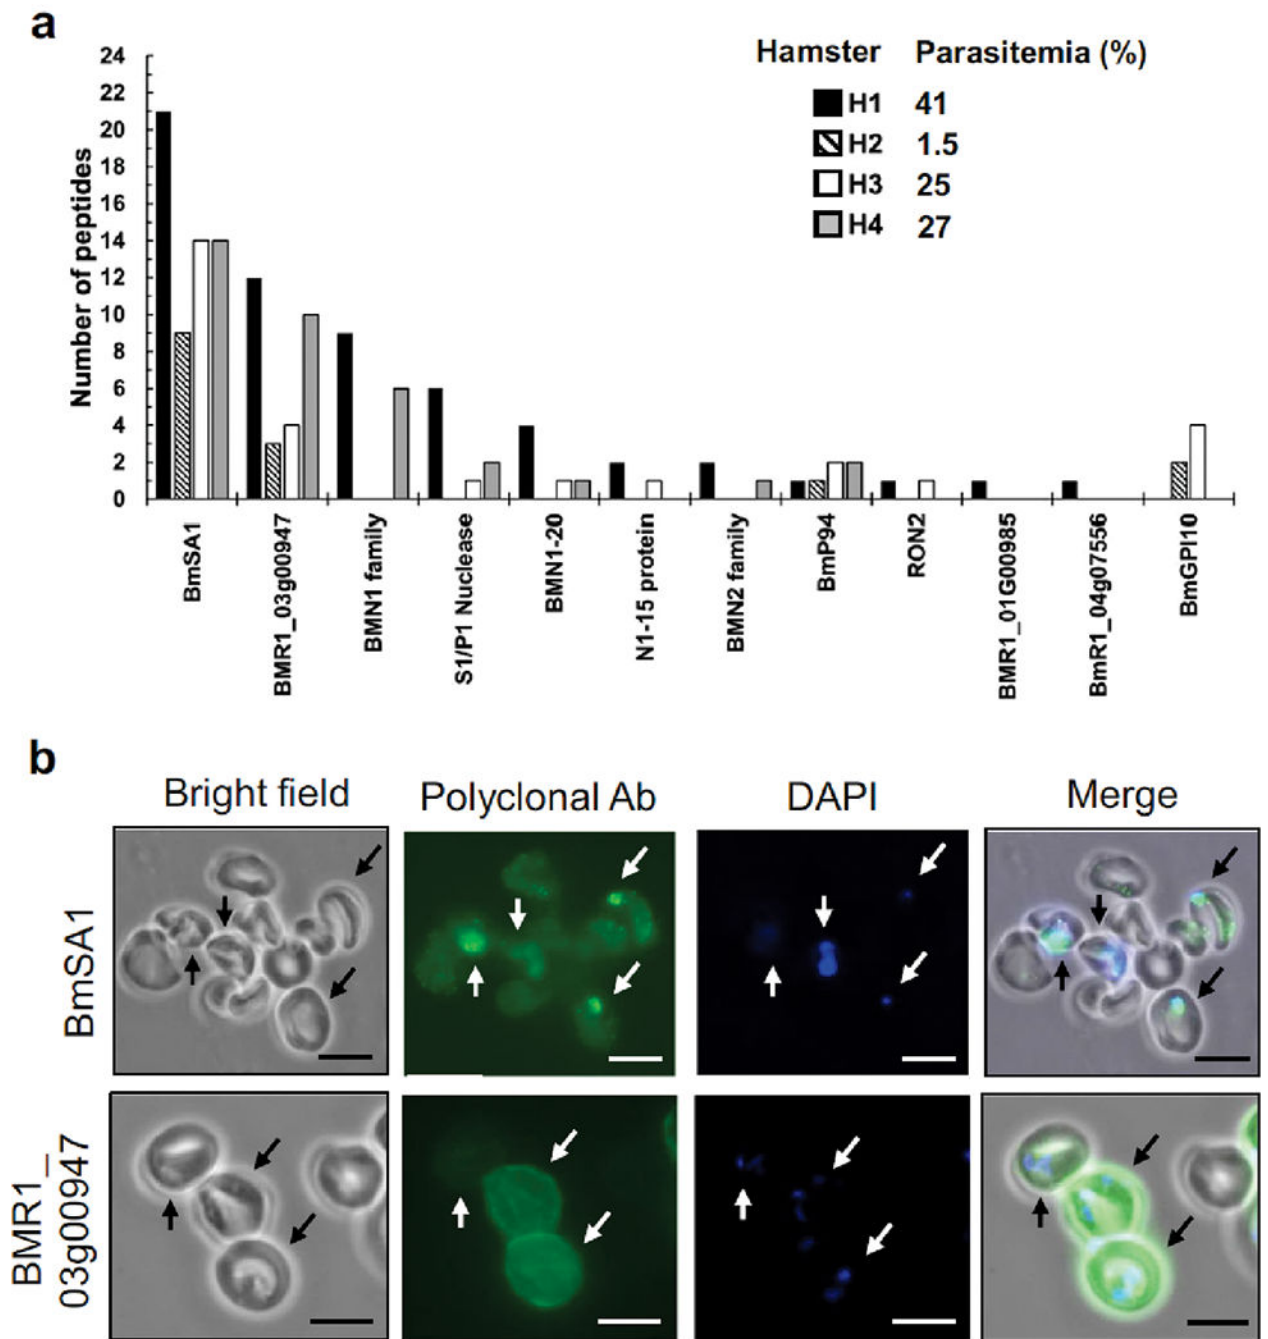 a
Hamster Parasitemia (%)
H1 41
H2 1.5
H3 25
H4 27
Number of peptides
24
22
20
18
16
14
12
10
8
6
4
2
0
BmSA1
BMR1_03g00947
BMN1 family
S1/P1 Nuclease
BMN1-20
N1-15 protein
BMN2 family
BmP94
RON2
BMR1_01G00985
BmR1_04g07556
BmGPI10
b
Bright field Polyclonal Ab DAPI Merge
BmSA1
BMR1_
03g00947